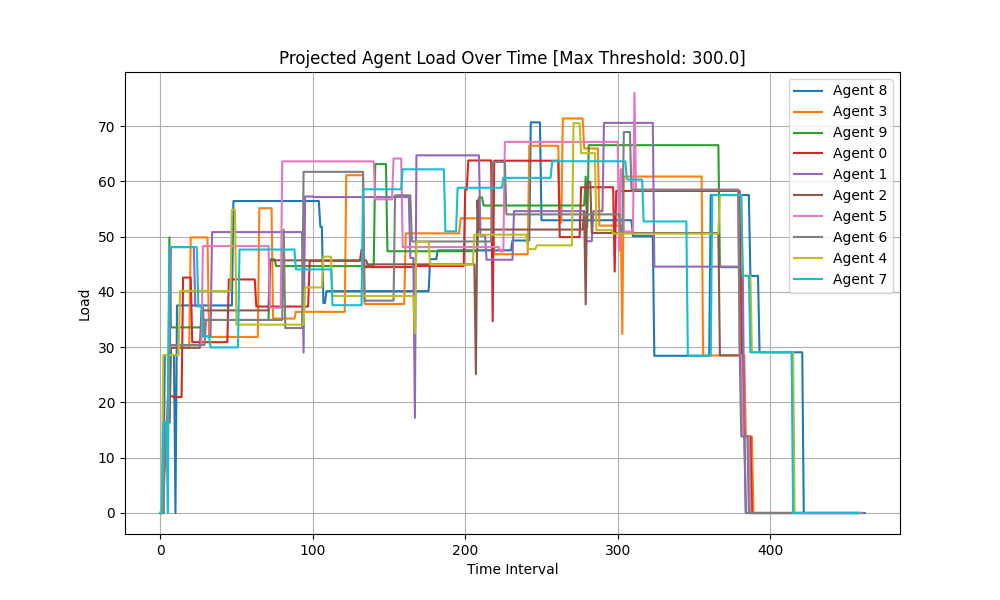 Projected Agent Load Over Time [Max Threshold: 300.0]
Load
70
60
50
40
30
20
10
0
0 100 200 300 400
Time Interval
Agent 8
Agent 3
Agent 9
Agent 0
Agent 1
Agent 2
Agent 5
Agent 6
Agent 4
Agent 7